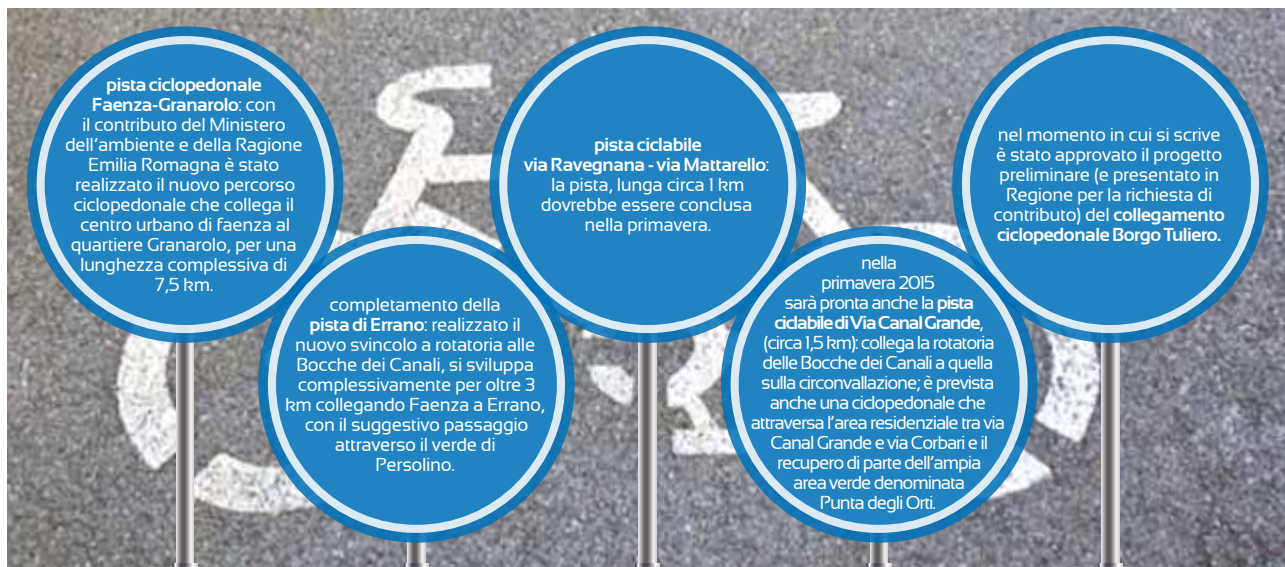 pista ciclopedonale
Faenza-Granarolo: con
il contributo del Ministero
dell'ambiente e della Ragione
Emilia Romagna è stato
realizzato il nuovo percorso
ciclopedonale che collega il
centro urbano di faenza al
quartiere Granarolo, per una
lunghezza complessiva di
7,5 km.
completamento della
pista di Errano: realizzato il
nuovo svincolo a rotatoria alle
Bocche dei Canali, si sviluppa
complessivamente per oltre 3
km collegando Faenza a Errano,
con il suggestivo passaggio
attraverso il verde di
Persolino.
pista ciclabile
via Ravegnana - via Mattarello:
la pista, lunga circa 1 km
dovrebbe essere conclusa
nella primavera.
nella
primavera 2015
sarà pronta anche la pista
ciclabile di Via Canal Grande,
(circa 1,5 km): collega la rotatoria
delle Bocche dei Canali a quella
sulla circonvallazione; è prevista
anche una ciclopedonale che
attraversa l'area residenziale tra via
Canal Grande e via Corbari e il
recupero di parte dell'ampia
area verde denominata
Punta degli Orti.
nel momento in cui si scrive
è stato approvato il progetto
preliminare (e presentato in
Regione per la richiesta di
contributo) del collegamento
ciclopedonale Borgo Tuliero.